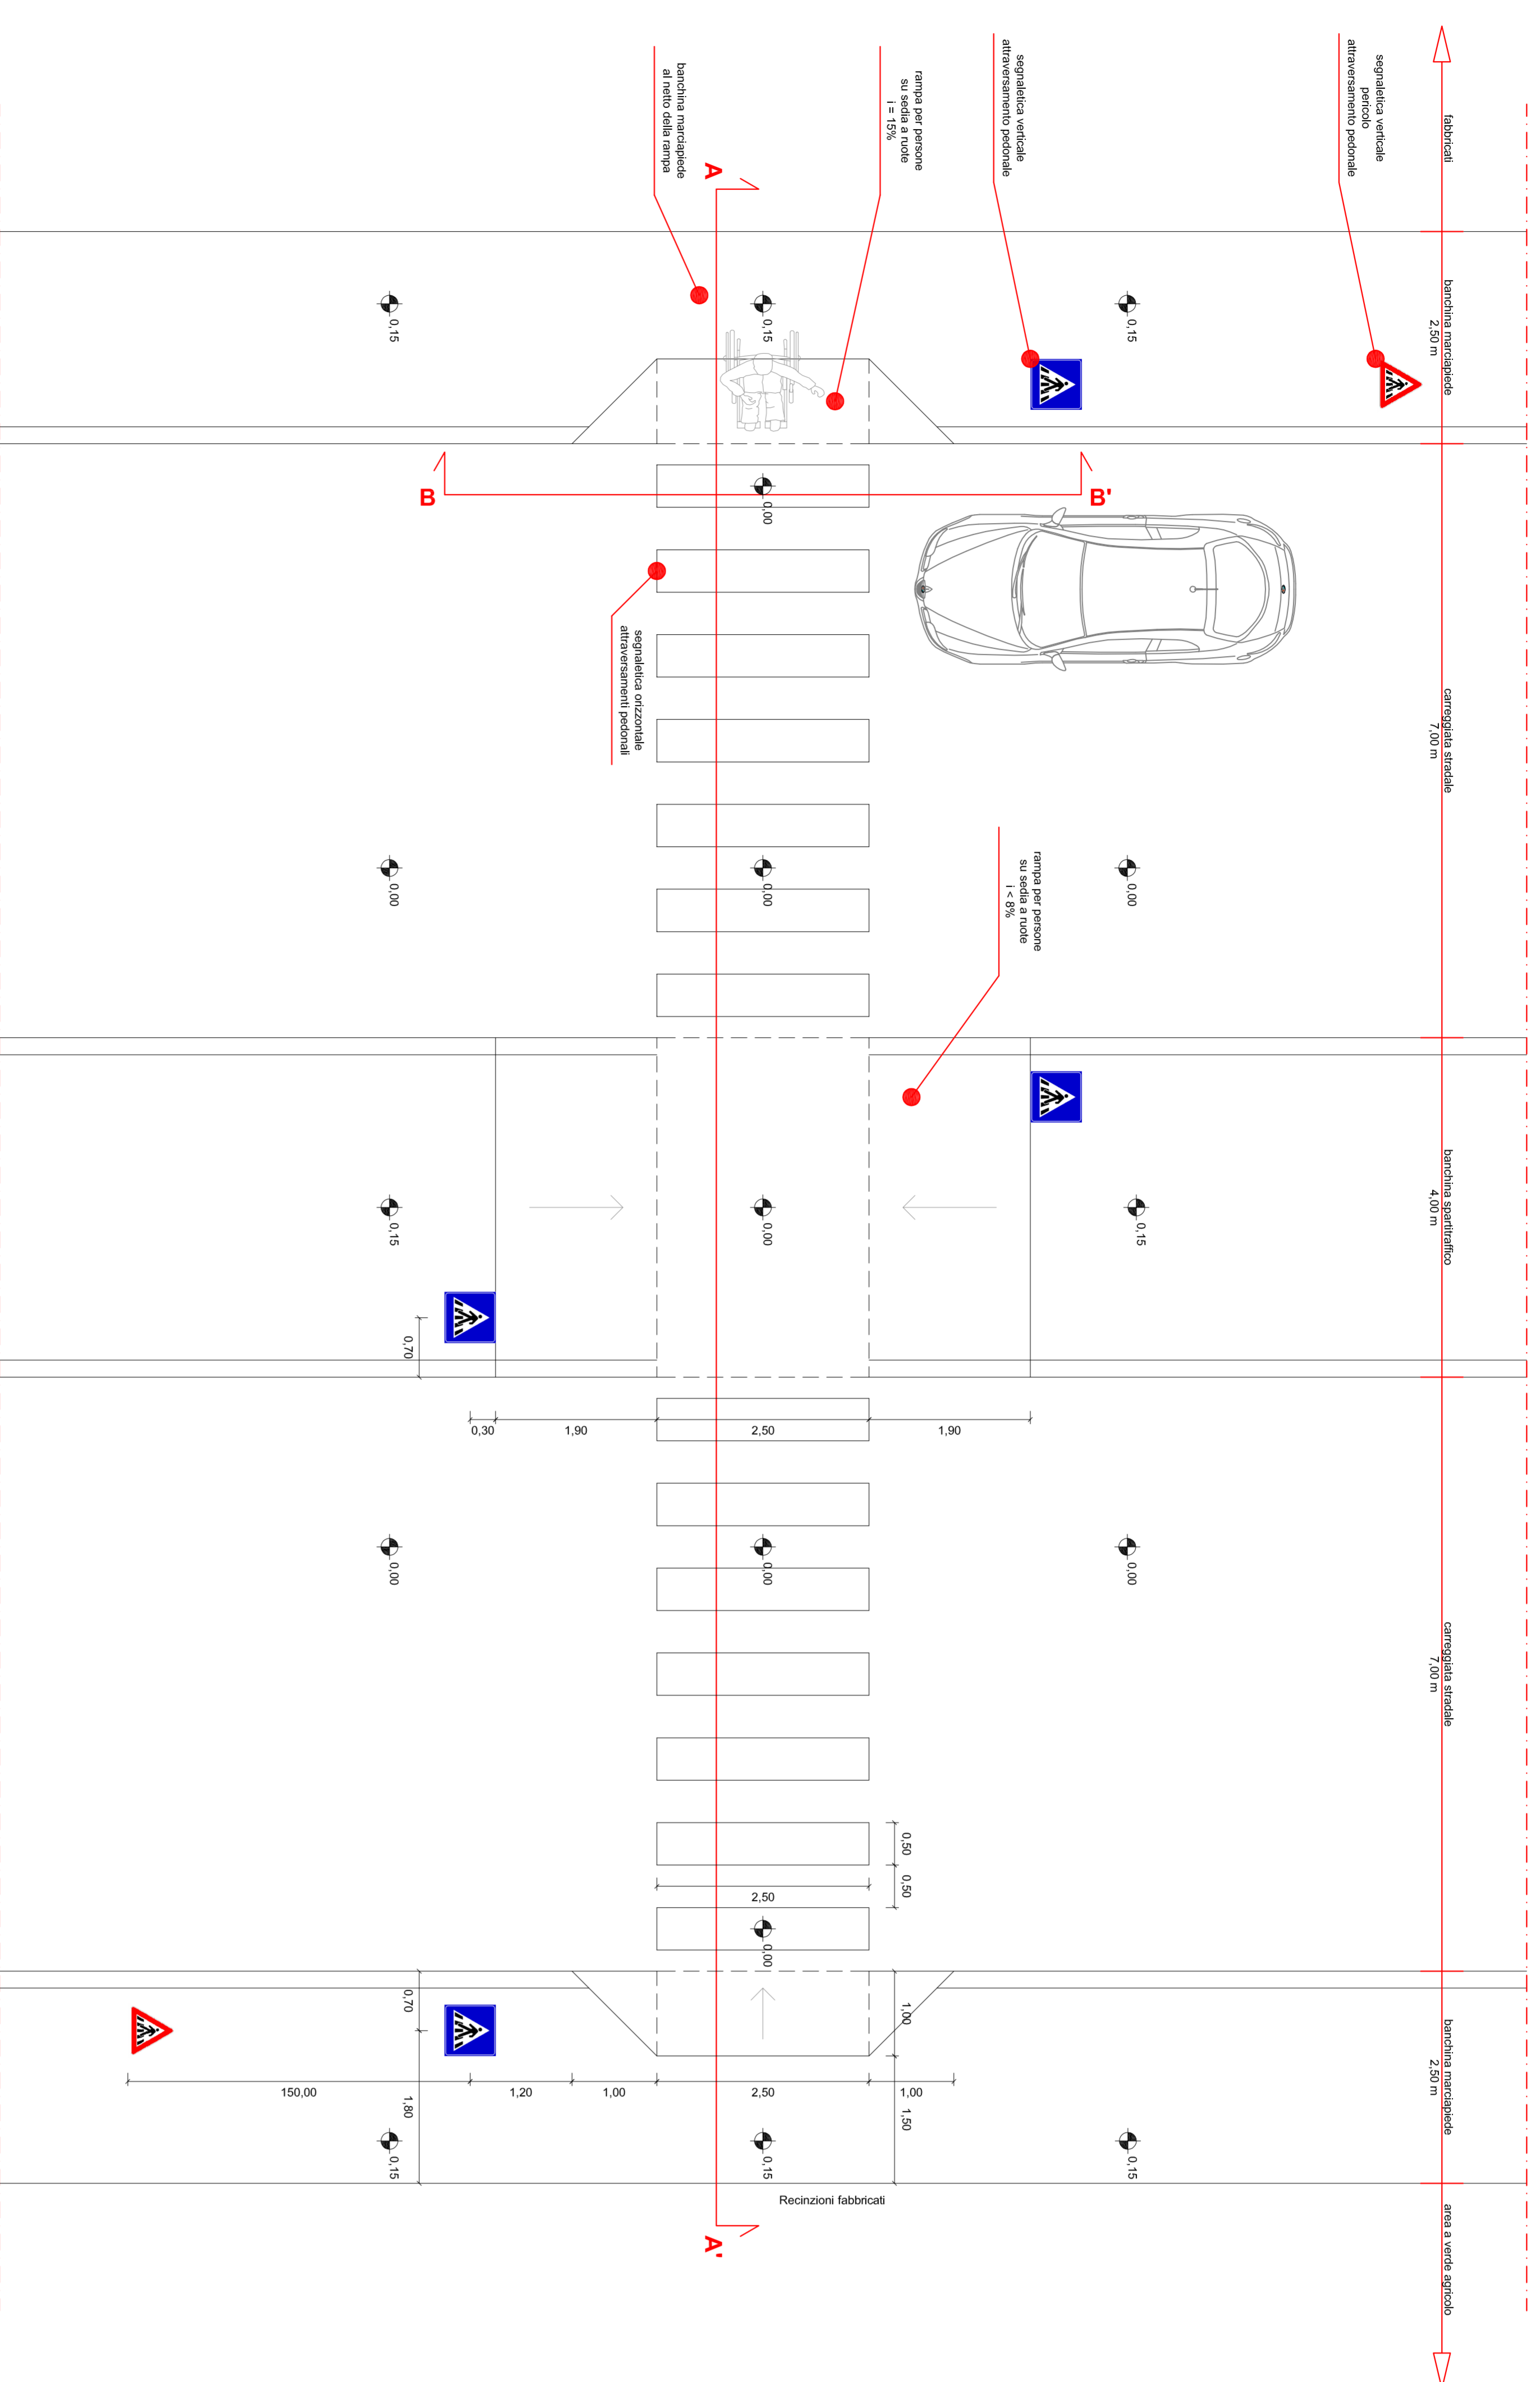 banchina marciapiede
al netto della rampa
rampa per persone
su sedia a ruote
i = 15%
segnaletica verticale
attraversamento pedonale
segnaletica verticale
pericolo
attraversamento pedonale
fabbricati
A
0,15
0,15
0,15
banchina marciapiede
2,50 m
B
B'
0,00
segnaletica orizzontale
attraversamenti pedonali
carreggiata stradale
7,00 m
rampa per persone
su sedia a ruote
i < 8%
0,00
0,00
0,00
0,15
0,00
0,15
banchina spartitraffico
4,00 m
0,70
0,30
1,90
2,50
1,90
0,00
0,00
0,00
carreggiata stradale
7,00 m
0,50
0,50
2,50
0,00
0,70
1,00
150,00
1,20
1,00
2,50
1,00
1,80
1,50
banchina marciapiede
2,50 m
0,15
0,15
0,15
Recinzioni fabbricati
A'
area a verde agricolo